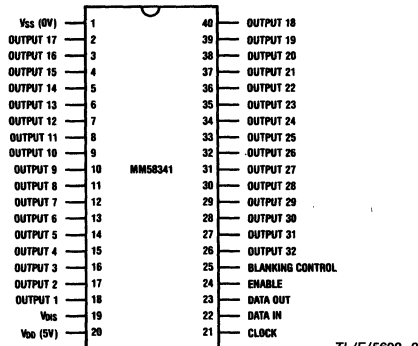 VSS (0V) 1 40 OUTPUT 18
OUTPUT 17 2 39 OUTPUT 19
OUTPUT 16 3 38 OUTPUT 20
OUTPUT 15 4 37 OUTPUT 21
OUTPUT 14 5 36 OUTPUT 22
OUTPUT 13 6 35 OUTPUT 23
OUTPUT 12 7 34 OUTPUT 24
OUTPUT 11 8 33 OUTPUT 25
OUTPUT 10 9 32 OUTPUT 26
OUTPUT 9 10 MM58341 31 OUTPUT 27
OUTPUT 8 11 30 OUTPUT 28
OUTPUT 7 12 29 OUTPUT 29
OUTPUT 6 13 28 OUTPUT 30
OUTPUT 5 14 27 OUTPUT 31
OUTPUT 4 15 26 OUTPUT 32
OUTPUT 3 16 25 BLANKING CONTROL
OUTPUT 2 17 24 ENABLE
OUTPUT 1 18 23 DATA OUT
VDIS 19 22 DATA IN
VDD (5V) 20 21 CLOCK